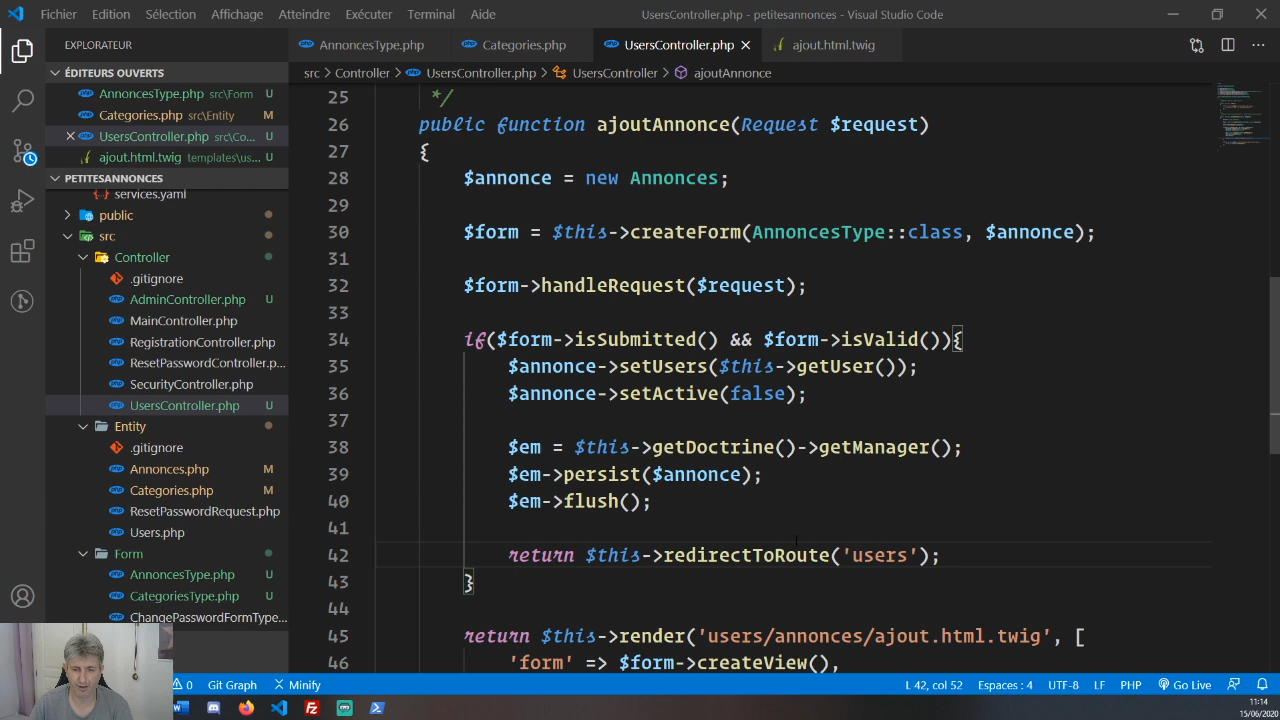 Fichier Edition Sélection Affichage Atteindre Exécuter Terminal Aide UsersController.php - petitesannonces - Visual Studio Code
EXPLORATEUR
AnnoncesType.php Categories.php UsersController.php ajout.html.twig
ÉDITEURS OUVERTS
src > Controller > UsersController.php > UsersController > ajoutAnnonce
AnnoncesType.php src\Form U
Categories.php src\Entity M
UsersController.php src\Co... U
ajout.html.twig templates\us... U
PETITESANNONCES
services.yaml
public
src
Controller
.gitignore
AdminController.php U
MainController.php
RegistrationController.php
ResetPasswordController.p...
SecurityController.php
UsersController.php U
Entity
.gitignore
Annonces.php M
Categories.php M
ResetPasswordRequest.php
Users.php
Form
AnnoncesType.php U
CategoriesType.php U
ChangePasswordFormType...
25 */
26 public function ajoutAnnonce(Request $request)
27 {
28 $annonce = new Annonces;
29
30 $form = $this->createForm(AnnoncesType::class, $annonce);
31
32 $form->handleRequest($request);
33
34 if($form->isSubmitted() && $form->isValid()){
35 $annonce->setUsers($this->getUser());
36 $annonce->setActive(false);
37
38 $em = $this->getDoctrine()->getManager();
39 $em->persist($annonce);
40 $em->flush();
41
42 return $this->redirectToRoute('users');
43 }
44
45 return $this->render('users/annonces/ajout.html.twig', [
46 'form' => $form->createView(),
0 Git Graph Minify L 42, col 52 Espaces : 4 UTF-8 LF PHP Go Live
11:14
15/06/2020